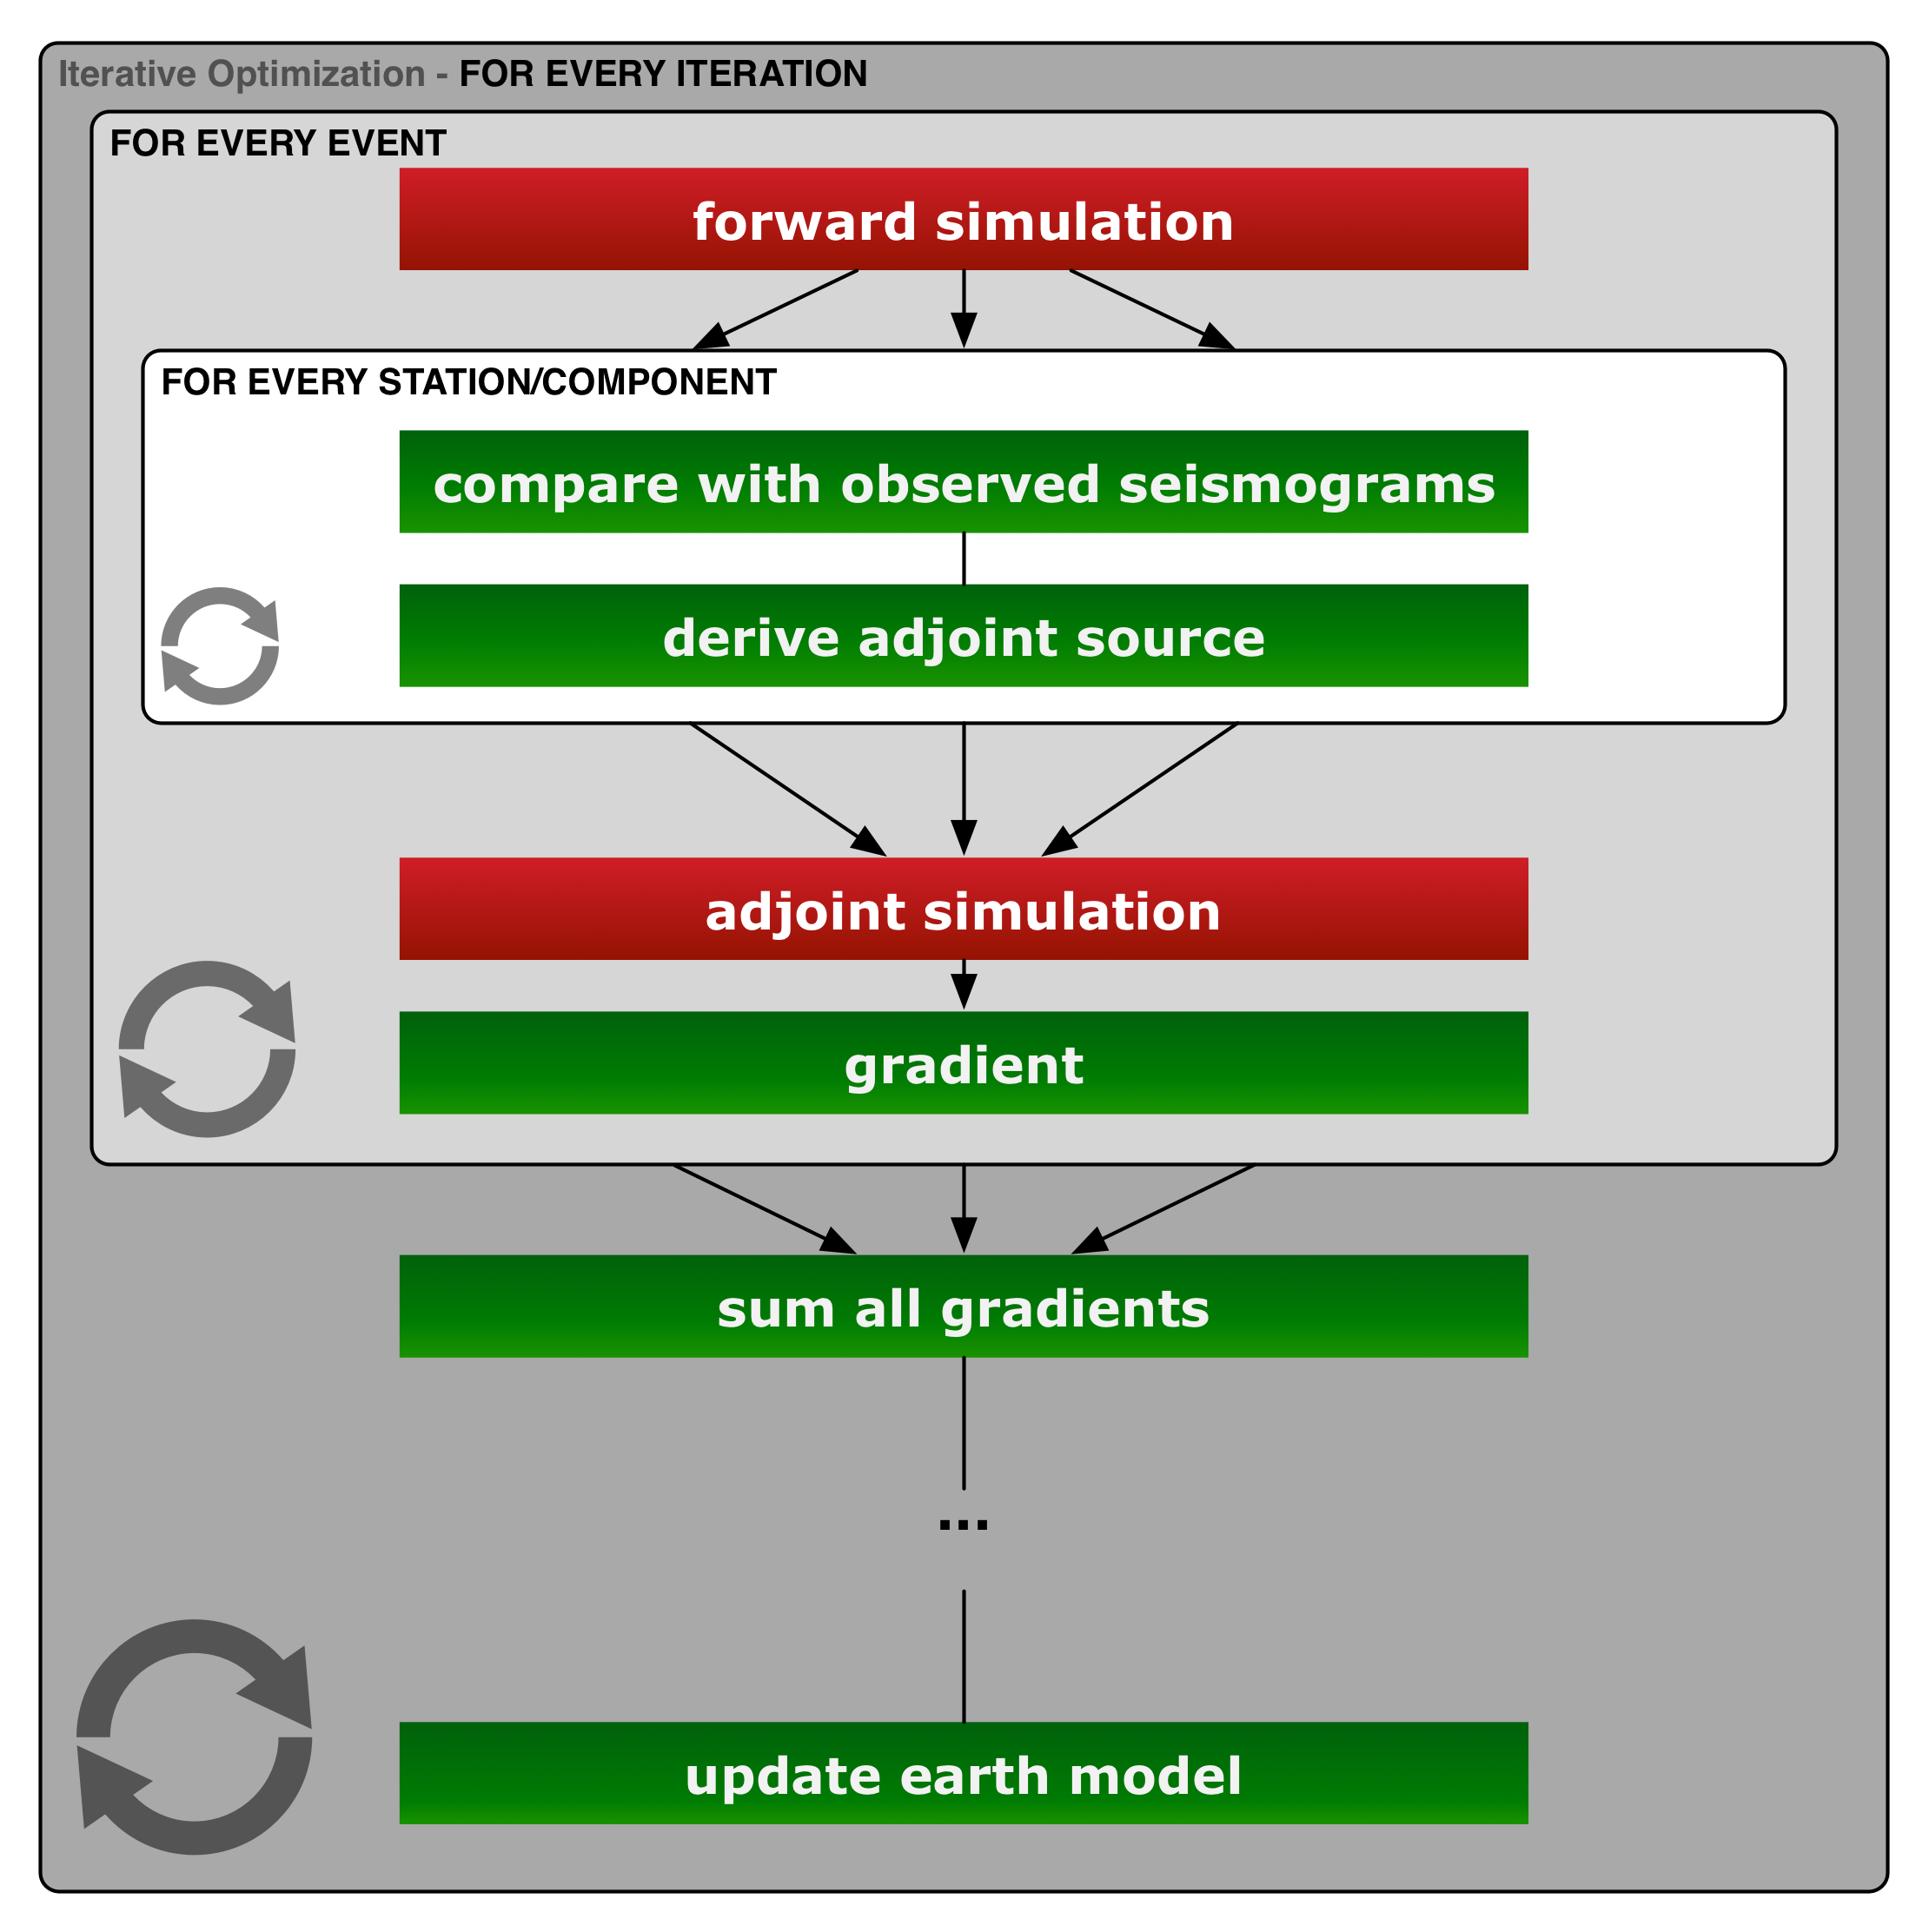 Iterative Optimization - FOR EVERY ITERATION
FOR EVERY EVENT
forward simulation
FOR EVERY STATION/COMPONENT
compare with observed seismograms
derive adjoint source
adjoint simulation
gradient
sum all gradients
...
update earth model